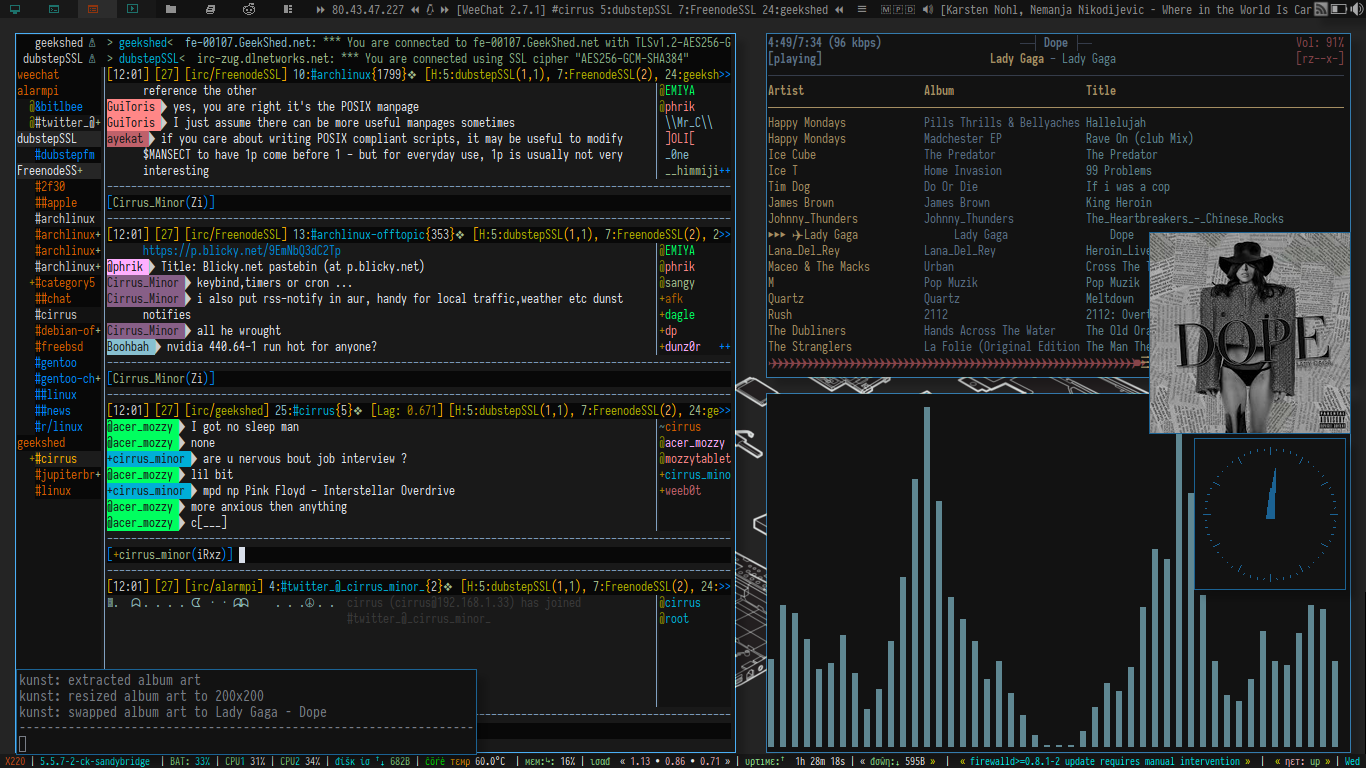 80.43.47.227
[WeeChat 2.7.1] #cirrus 5:dubstepSSL 7:FreenodeSSL 24:geekshed
MPD
[Karsten Nohl, Nemanja Nikodijevic - Where in the World Is Car
geekshed
dubstepSSL
weechat
alarmpi
@&bitlbee
@#twitter_@+
dubstepSSL
#dubstepfm
FreenodeSS+
#2f30
##apple
#archlinux
#archlinux+
#archlinux+
#archlinux+
+#category5
##chat
#cirrus
#debian-of+
#freebsd
#gentoo
#gentoo-ch+
##linux
##news
#r/linux
geekshed
+#cirrus
#jupiterbr+
#linux
> geekshed< fe-00107.GeekShed.net: *** You are connected to fe-00107.GeekShed.net with TLSv1.2-AES256-G
> dubstepSSL< irc-zug.dlnetworks.net: *** You are connected using SSL cipher "AES256-GCM-SHA384"
[12:01] [27] [irc/FreenodeSSL] 10:#archlinux{1799}❖ [H:5:dubstepSSL(1,1), 7:FreenodeSSL(2), 24:geeksh>>
reference the other
GuiToris yes, you are right it's the POSIX manpage
GuiToris I just assume there can be more useful manpages sometimes
ayekat if you care about writing POSIX compliant scripts, it may be useful to modify
$MANSECT to have 1p come before 1 - but for everyday use, 1p is usually not very
interesting
@EMIYA
@phrik
\\Mr_C\\
]OLI[
_0ne
__himmiji++
[Cirrus_Minor(Zi)]
[12:01] [27] [irc/FreenodeSSL] 13:#archlinux-offtopic{353}❖ [H:5:dubstepSSL(1,1), 7:FreenodeSSL(2), 2>>
https://p.blicky.net/9EmNbQ3dC2Tp
@phrik Title: Blicky.net pastebin (at p.blicky.net)
Cirrus_Minor keybind,timers or cron ...
Cirrus_Minor i also put rss-notify in aur, handy for local traffic,weather etc dunst
notifies
Cirrus_Minor all he wrought
Boohbah nvidia 440.64-1 run hot for anyone?
@EMIYA
@phrik
@sangy
+afk
+dagle
+dp
+dunz0r ++
[Cirrus_Minor(Zi)]
[12:01] [27] [irc/geekshed] 25:#cirrus{5}❖ [Lag: 0.671] [H:5:dubstepSSL(1,1), 7:FreenodeSSL(2), 24:ge>>
@acer_mozzy I got no sleep man
@acer_mozzy none
+cirrus_minor are u nervous bout job interview ?
@acer_mozzy lil bit
+cirrus_minor mpd np Pink Floyd - Interstellar Overdrive
@acer_mozzy more anxious then anything
@acer_mozzy c[___]
~cirrus
@acer_mozzy
@mozzytablet
+cirrus_mino
+weeb0t
[+cirrus_minor(iRxz)]
[12:01] [27] [irc/alarmpi] 4:#twitter_@_cirrus_minor_{2}❖ [H:5:dubstepSSL(1,1), 7:FreenodeSSL(2), 24:>>
cirrus (cirrus@192.168.1.33) has joined
#twitter_@_cirrus_minor_
@cirrus
@root
kunst: extracted album art
kunst: resized album art to 200x200
kunst: swapped album art to Lady Gaga - Dope
4:49/7:34 (96 kbps) Dope Vol: 91%
[playing] Lady Gaga - Lady Gaga [rz--x-]
Artist Album Title
Happy Mondays Pills Thrills & Bellyaches Hallelujah
Happy Mondays Madchester EP Rave On (club Mix)
Ice Cube The Predator The Predator
Ice T Home Invasion 99 Problems
Tim Dog Do Or Die If i was a cop
James Brown James Brown King Heroin
Johnny_Thunders Johnny_Thunders The_Heartbreakers_-_Chinese_Rocks
Lady Gaga Lady Gaga Dope
Lana_Del_Rey Lana_Del_Rey Heroin_Live
Maceo & The Macks Urban Cross The T
M Pop Muzik Pop Muzik
Quartz Quartz Meltdown
Rush 2112 2112: Overt
The Dubliners Hands Across The Water The Old Ora
The Stranglers La Folie (Original Edition The Man The
DOPE
LADY GAGA
X220 | 5.5.7-2-ck-sandybridge | BAT: 33% | CPU1 31% | CPU2 34% | 682B | 60.0°C | 16% | « 1.13 • 0.86 • 0.71 » | 1h 28m 18s | 595B » | « firewalld>=0.8.1-2 update requires manual intervention » | up » | Wed